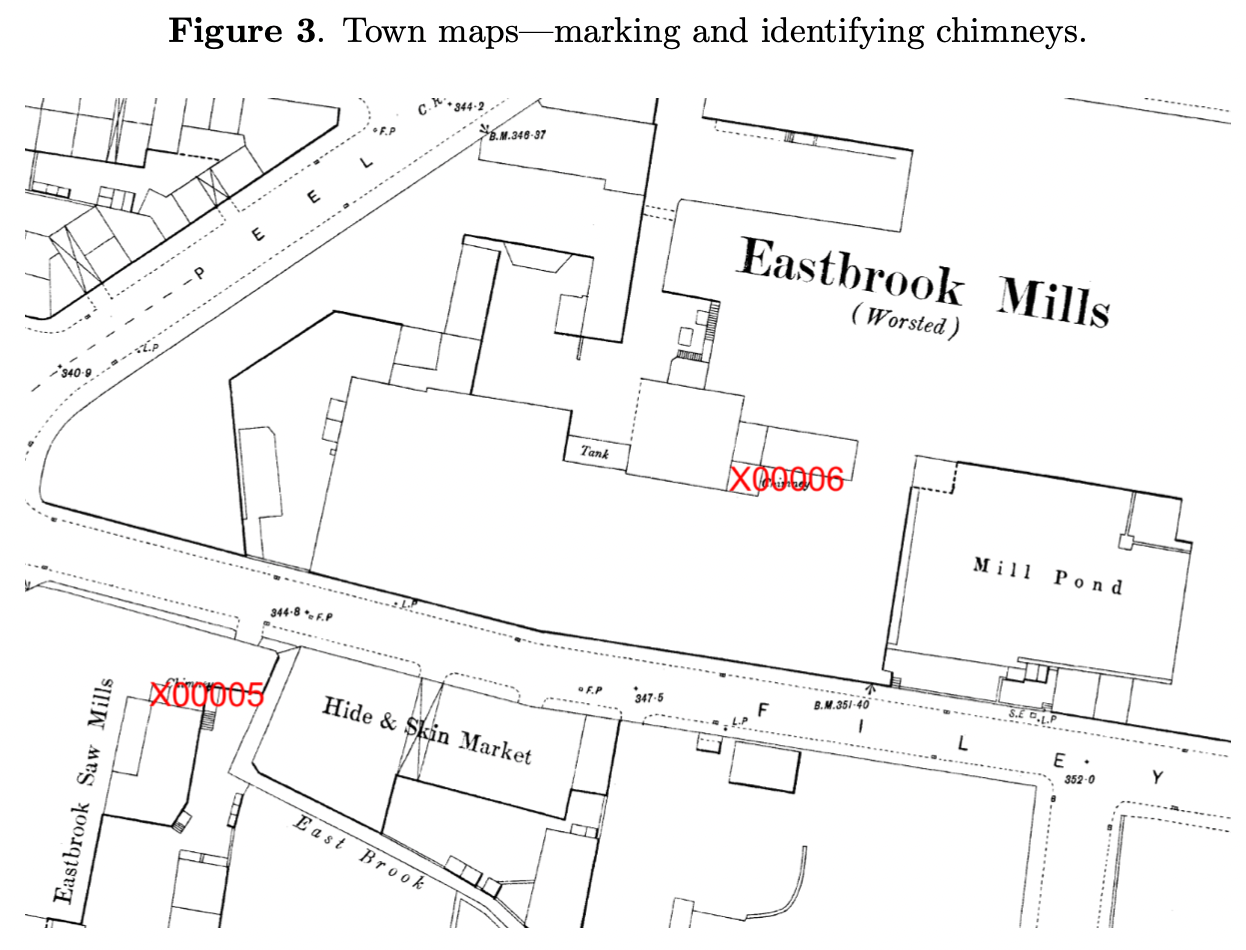 Figure 3. Town maps—marking and identifying chimneys.
344·2
F.P
B.M.346·37
P E E L
Eastbrook Mills
(Worsted)
L.P
340·9
Tank
X00006
Chimney
Mill Pond
L.P
344·8 F.P
Chimney
X00005
Eastbrook Saw Mills
Hide & Skin Market
F.P
347·5
L.P
B.M.351·40
S.E L.P
F I L E Y
352·0
East Brook